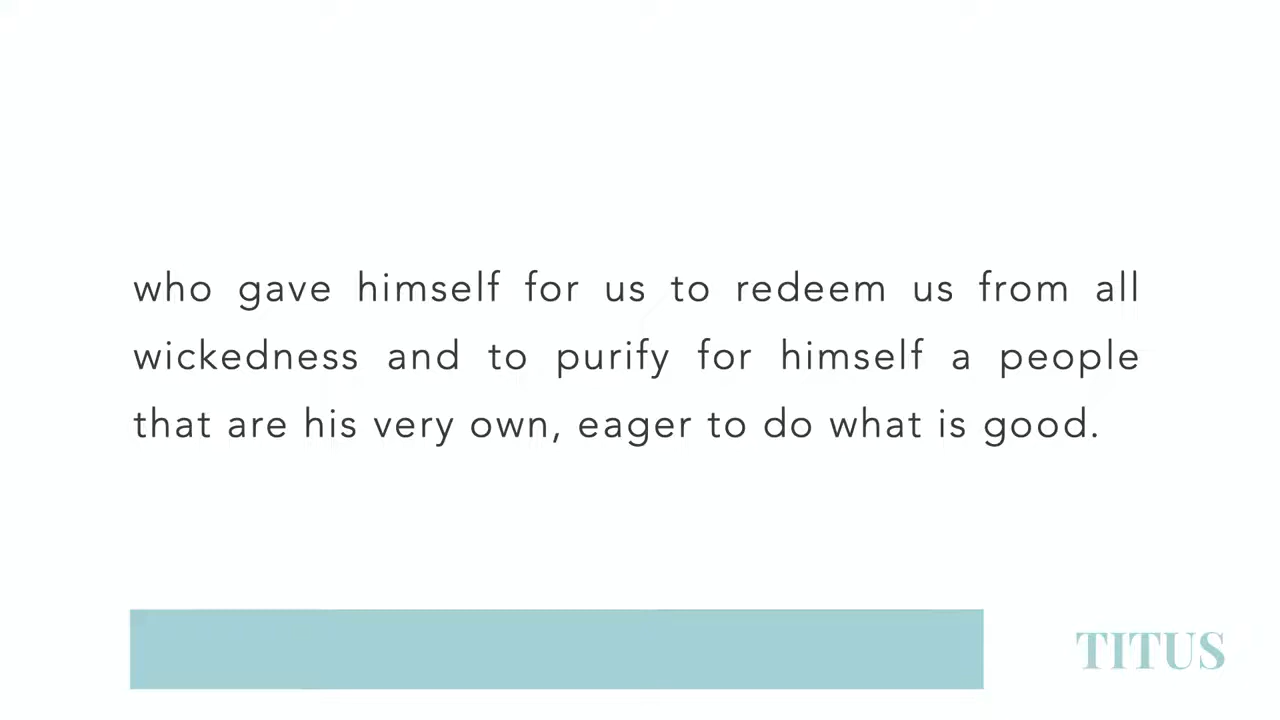 who gave himself for us to redeem us from all
wickedness and to purify for himself a people
that are his very own, eager to do what is good.
TITUS